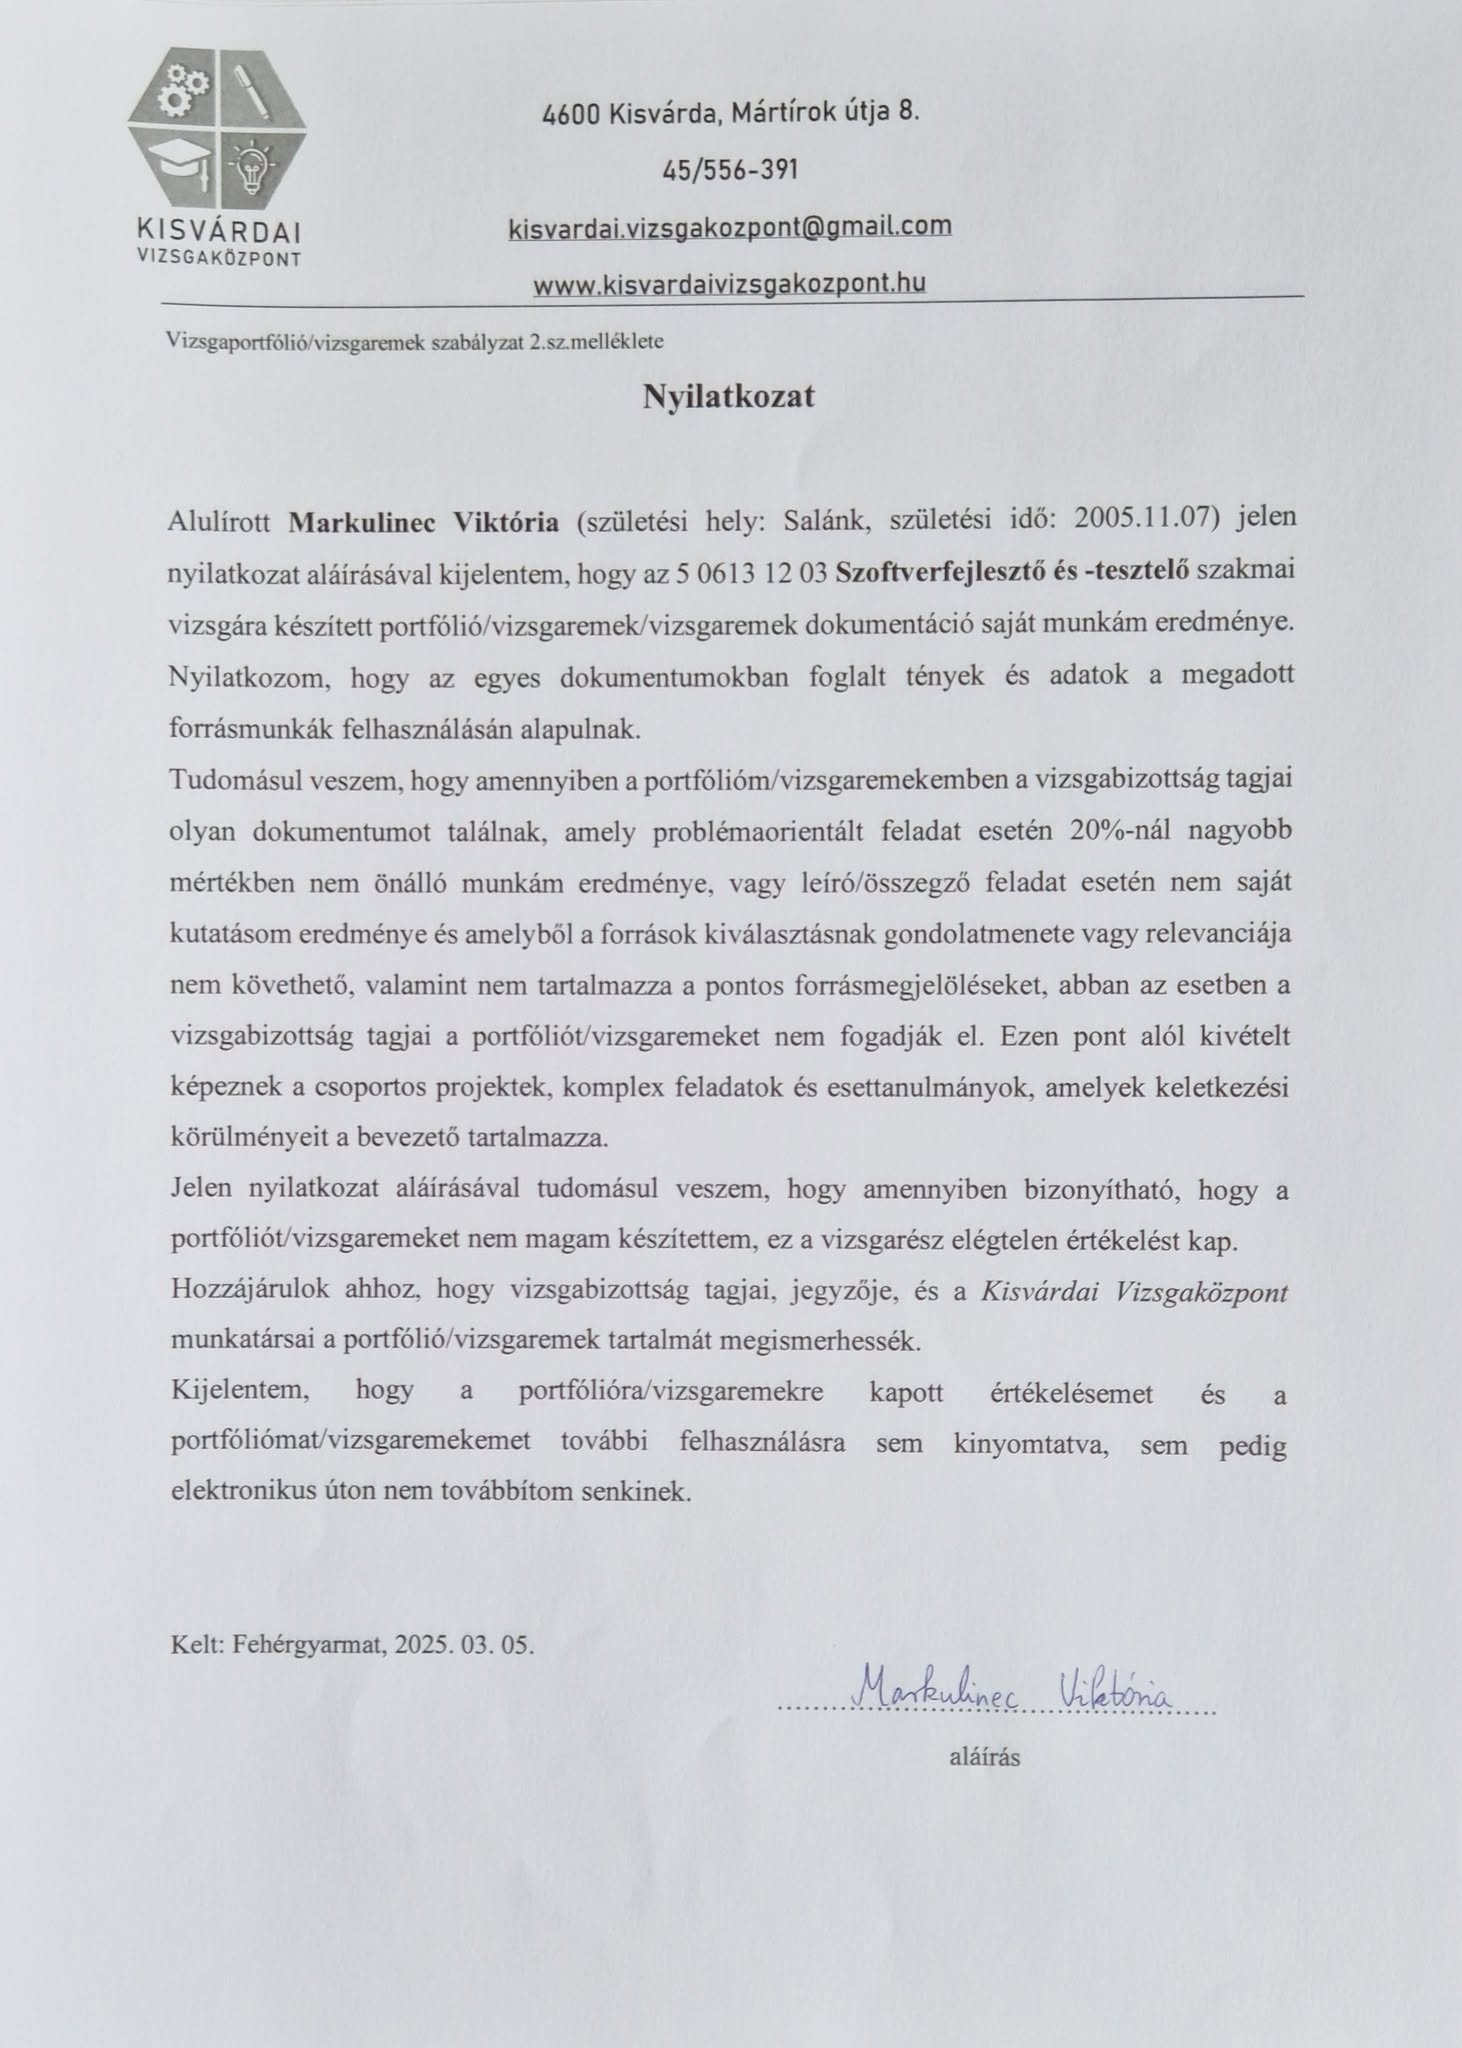 KISVÁRDAI
VIZSGAKÖZPONT
4600 Kisvárda, Mártírok útja 8.
45/556-391
kisvardai.vizsgakozpont@gmail.com
www.kisvardaivizsgakozpont.hu
Vizsgaportfólió/vizsgaremek szabályzat 2.sz.melléklete
Nyilatkozat
Alulírott Markulinec Viktória (születési hely: Salánk, születési idő: 2005.11.07) jelen
nyilatkozat aláírásával kijelentem, hogy az 5 0613 12 03 Szoftverfejlesztő és -tesztelő szakmai
vizsgára készített portfólió/vizsgaremek/vizsgaremek dokumentáció saját munkám eredménye.
Nyilatkozom, hogy az egyes dokumentumokban foglalt tények és adatok a megadott
forrásmunkák felhasználásán alapulnak.
Tudomásul veszem, hogy amennyiben a portfólióm/vizsgaremekemben a vizsgabizottság tagjai
olyan dokumentumot találnak, amely problémaorientált feladat esetén 20%-nál nagyobb
mértékben nem önálló munkám eredménye, vagy leíró/összegző feladat esetén nem saját
kutatásom eredménye és amelyből a források kiválasztásnak gondolatmenete vagy relevanciája
nem követhető, valamint nem tartalmazza a pontos forrásmegjelöléseket, abban az esetben a
vizsgabizottság tagjai a portfóliót/vizsgaremeket nem fogadják el. Ezen pont alól kivételt
képeznek a csoportos projektek, komplex feladatok és esettanulmányok, amelyek keletkezési
körülményeit a bevezető tartalmazza.
Jelen nyilatkozat aláírásával tudomásul veszem, hogy amennyiben bizonyítható, hogy a
portfóliót/vizsgaremeket nem magam készítettem, ez a vizsgarész elégtelen értékelést kap.
Hozzájárulok ahhoz, hogy vizsgabizottság tagjai, jegyzője, és a Kisvárdai Vizsgaközpont
munkatársai a portfólió/vizsgaremek tartalmát megismerhessék.
Kijelentem, hogy a portfólióra/vizsgaremekre kapott értékelésemet és a
portfóliómat/vizsgaremekemet további felhasználásra sem kinyomtatva, sem pedig
elektronikus úton nem továbbítom senkinek.
Kelt: Fehérgyarmat, 2025. 03. 05.
Markulinec Viktória
aláírás